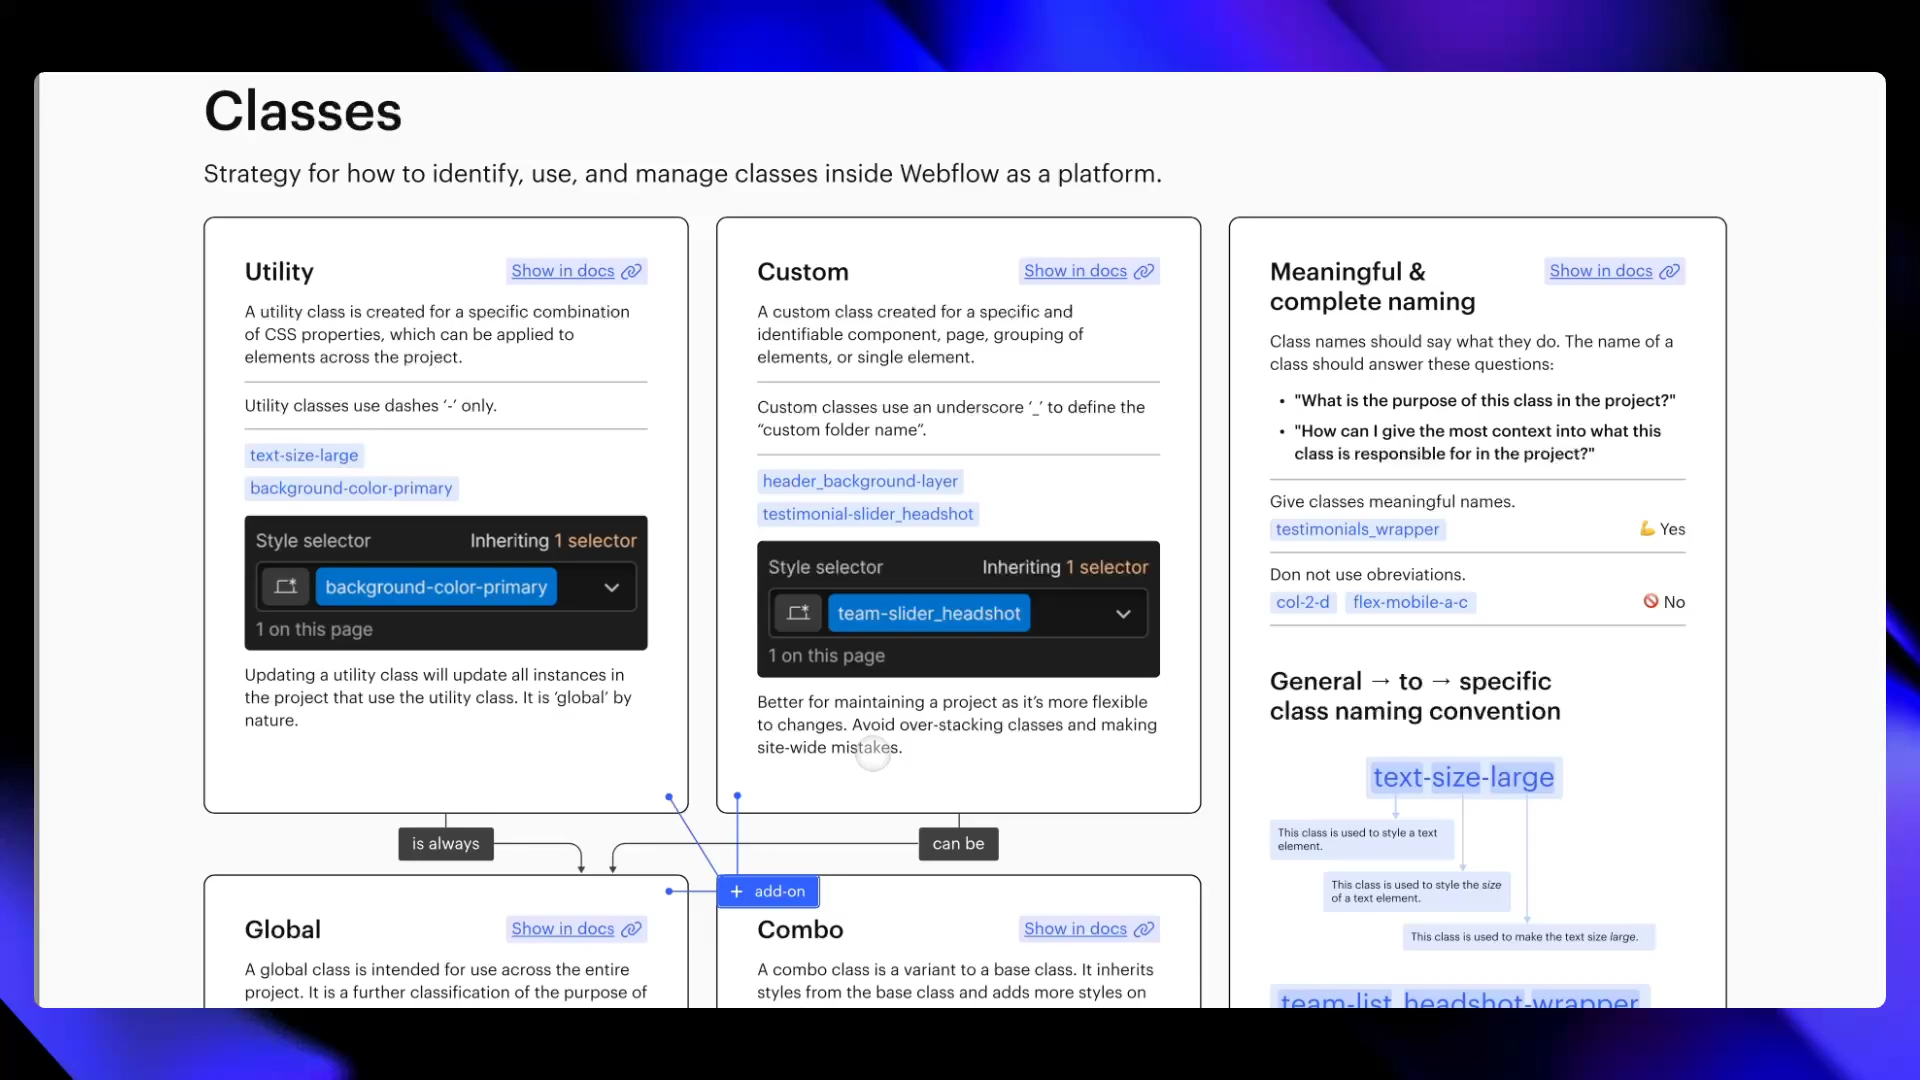 Classes
Strategy for how to identify, use, and manage classes inside Webflow as a platform.
Utility
Show in docs
A utility class is created for a specific combination
of CSS properties, which can be applied to
elements across the project.
Utility classes use dashes ‘-’ only.
text-size-large
background-color-primary
Style selector
Inheriting 1 selector
background-color-primary
1 on this page
Updating a utility class will update all instances in
the project that use the utility class. It is ‘global’ by
nature.
Custom
Show in docs
A custom class created for a specific and
identifiable component, page, grouping of
elements, or single element.
Custom classes use an underscore ‘_’ to define the
“custom folder name”.
header_background-layer
testimonial-slider_headshot
Style selector
Inheriting 1 selector
team-slider_headshot
1 on this page
Better for maintaining a project as it’s more flexible
to changes. Avoid over-stacking classes and making
site-wide mistakes.
Meaningful &
complete naming
Show in docs
Class names should say what they do. The name of a
class should answer these questions:
• "What is the purpose of this class in the project?"
• "How can I give the most context into what this
class is responsible for in the project?"
Give classes meaningful names.
testimonials_wrapper
💪 Yes
Don not use obreviations.
col-2-d flex-mobile-a-c
🚫 No
General → to → specific
class naming convention
text-size-large
This class is used to style a text
element.
This class is used to style the size
of a text element.
This class is used to make the text size large.
team-list_headshot-wrapper
is always
can be
+ add-on
Global
Show in docs
A global class is intended for use across the entire
project. It is a further classification of the purpose of
Combo
Show in docs
A combo class is a variant to a base class. It inherits
styles from the base class and adds more styles on